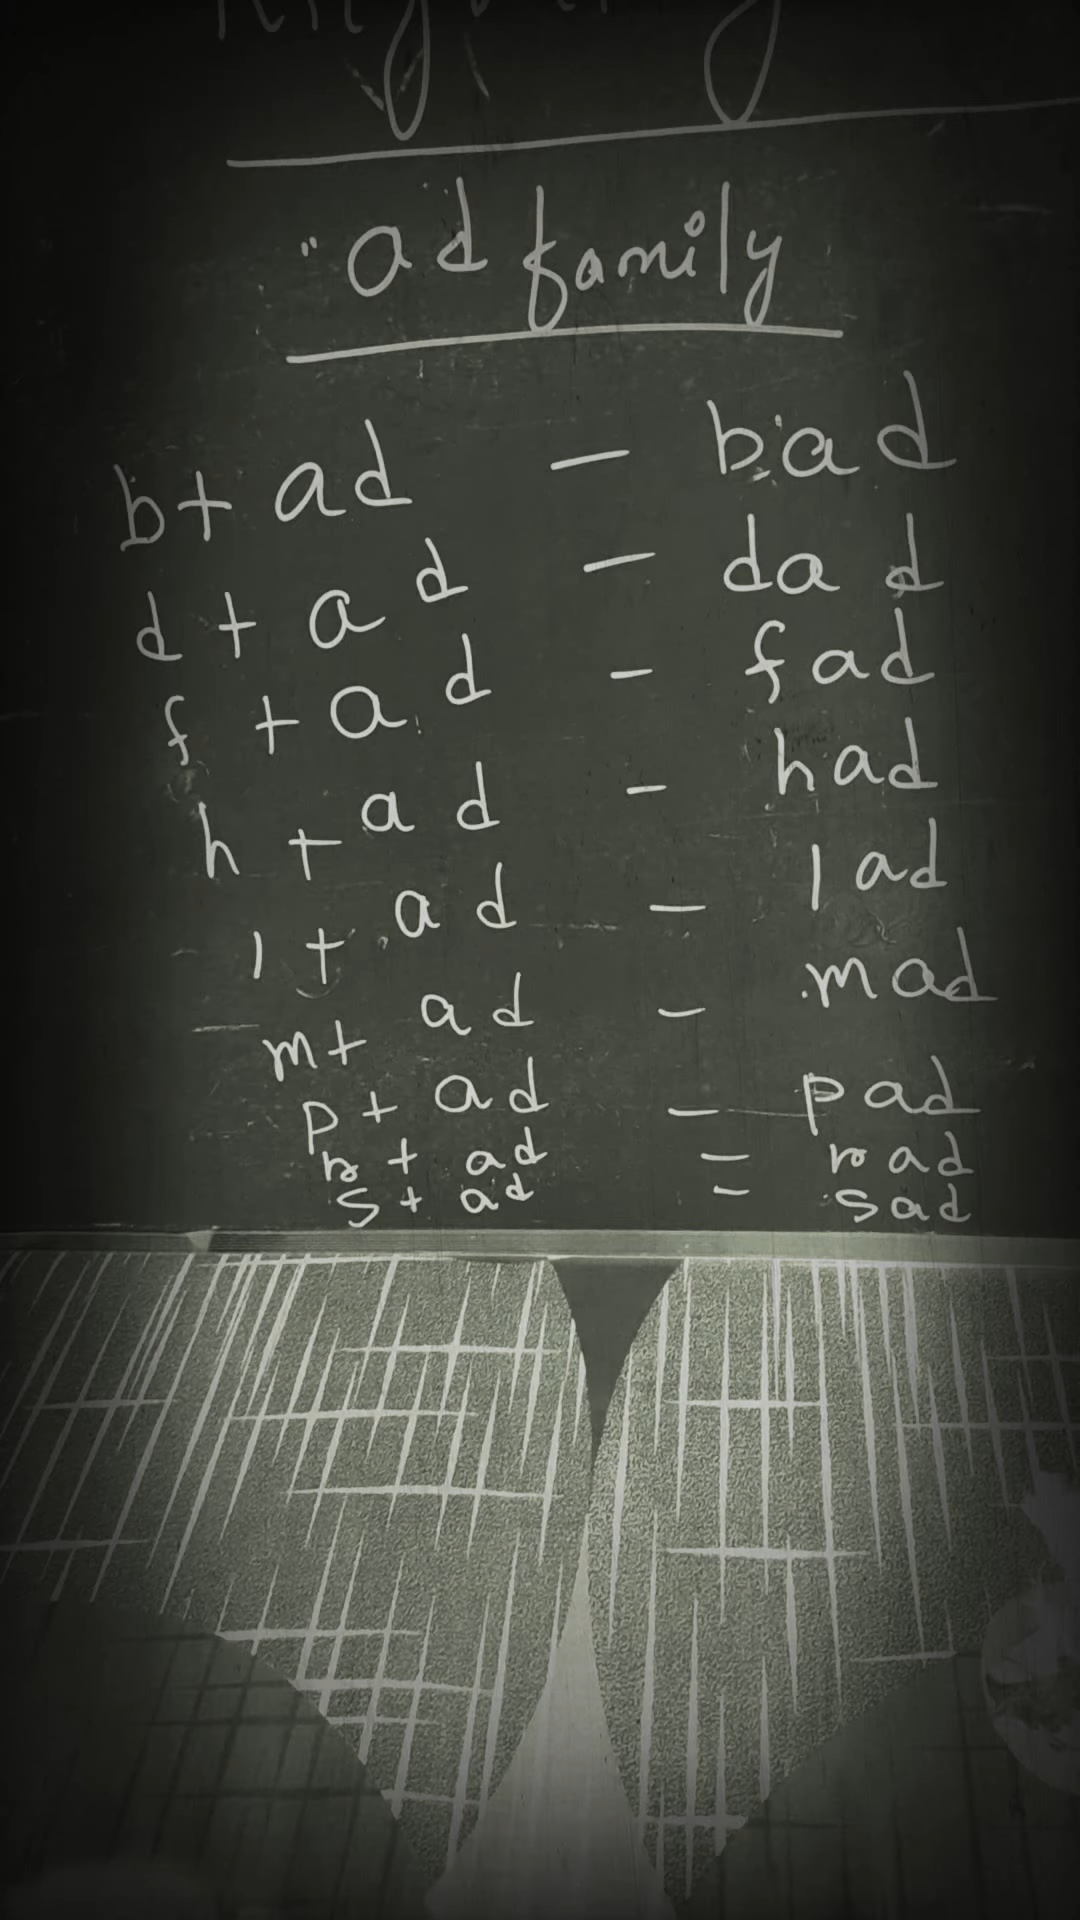 "ad family
b + ad - bad
d + ad - dad
f + ad - fad
h + ad - had
l + ad - lad
m + ad - mad
p + ad - pad
r + ad = rad
s + ad = sad